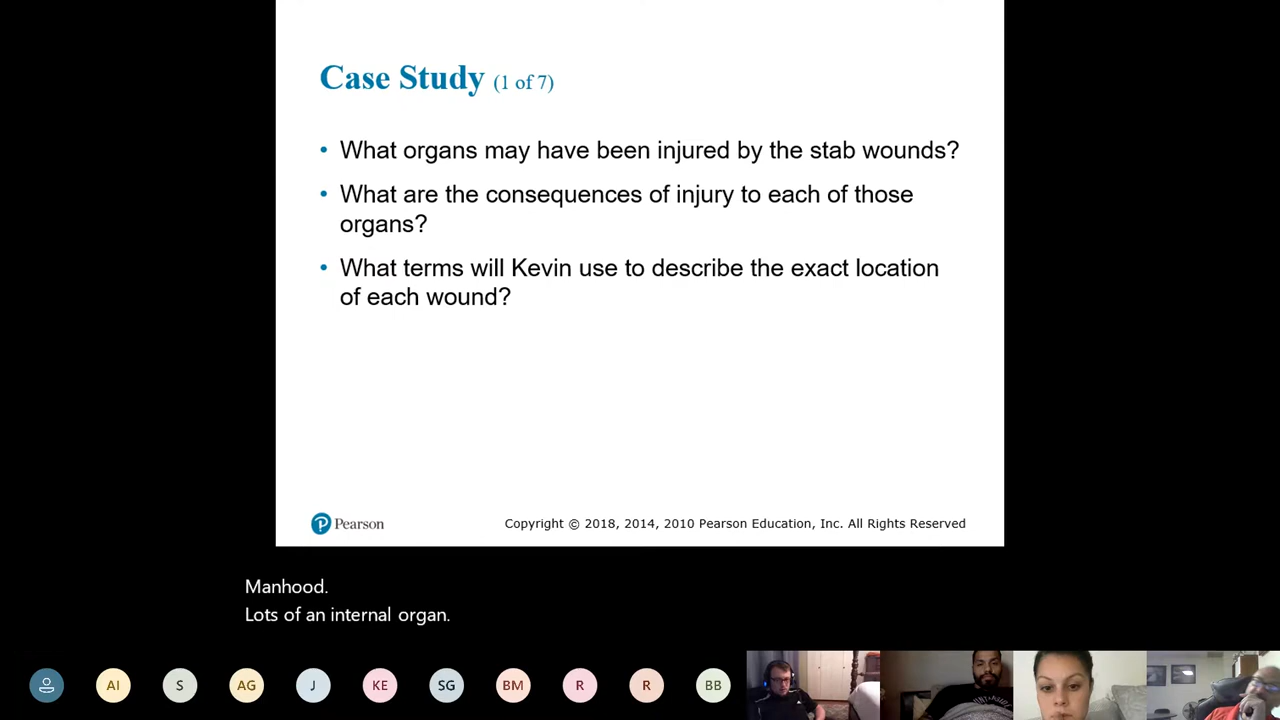 Case Study (1 of 7)
• What organs may have been injured by the stab wounds?
• What are the consequences of injury to each of those
organs?
• What terms will Kevin use to describe the exact location
of each wound?
Pearson
Copyright © 2018, 2014, 2010 Pearson Education, Inc. All Rights Reserved
Manhood.
Lots of an internal organ.
AI S AG J KE SG BM R R BB